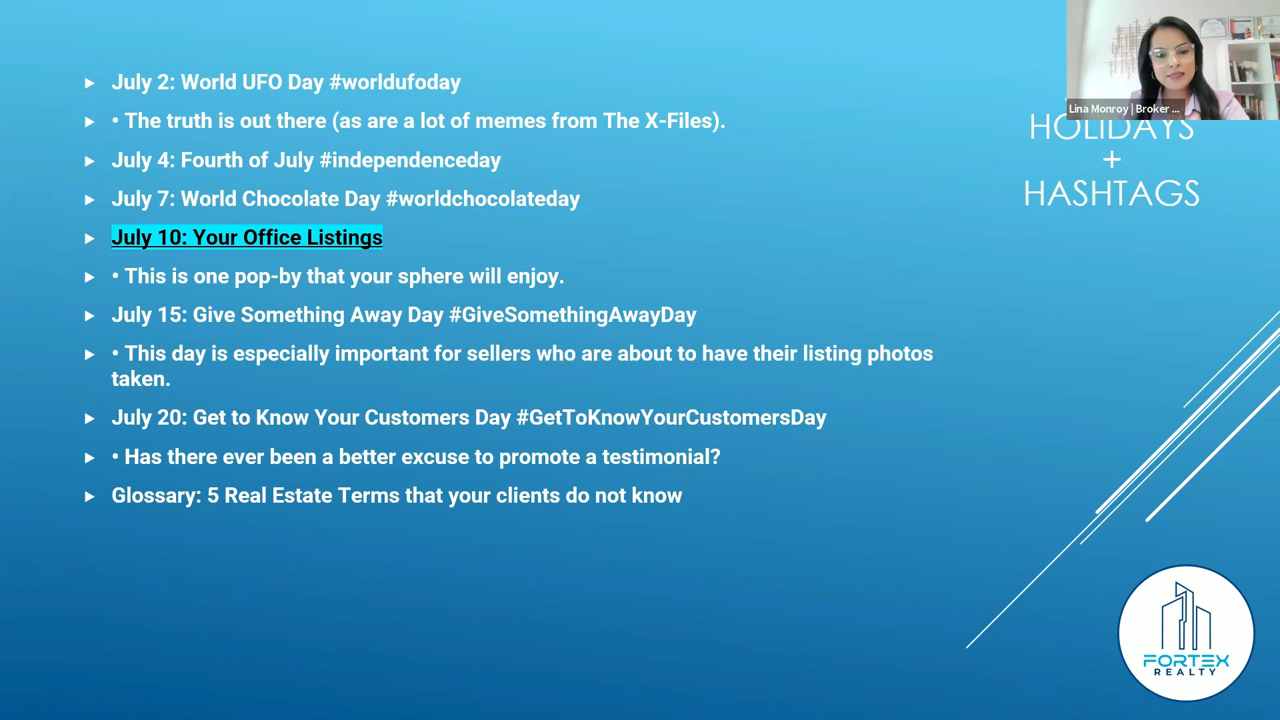 July 2: World UFO Day #worldufoday
• The truth is out there (as are a lot of memes from The X-Files).
July 4: Fourth of July #independenceday
July 7: World Chocolate Day #worldchocolateday
July 10: Your Office Listings
• This is one pop-by that your sphere will enjoy.
July 15: Give Something Away Day #GiveSomethingAwayDay
• This day is especially important for sellers who are about to have their listing photos
taken.
July 20: Get to Know Your Customers Day #GetToKnowYourCustomersDay
• Has there ever been a better excuse to promote a testimonial?
Glossary: 5 Real Estate Terms that your clients do not know
Lina Monroy | Broker ...
HOLIDAYS
+
HASHTAGS
FORTEX
REALTY